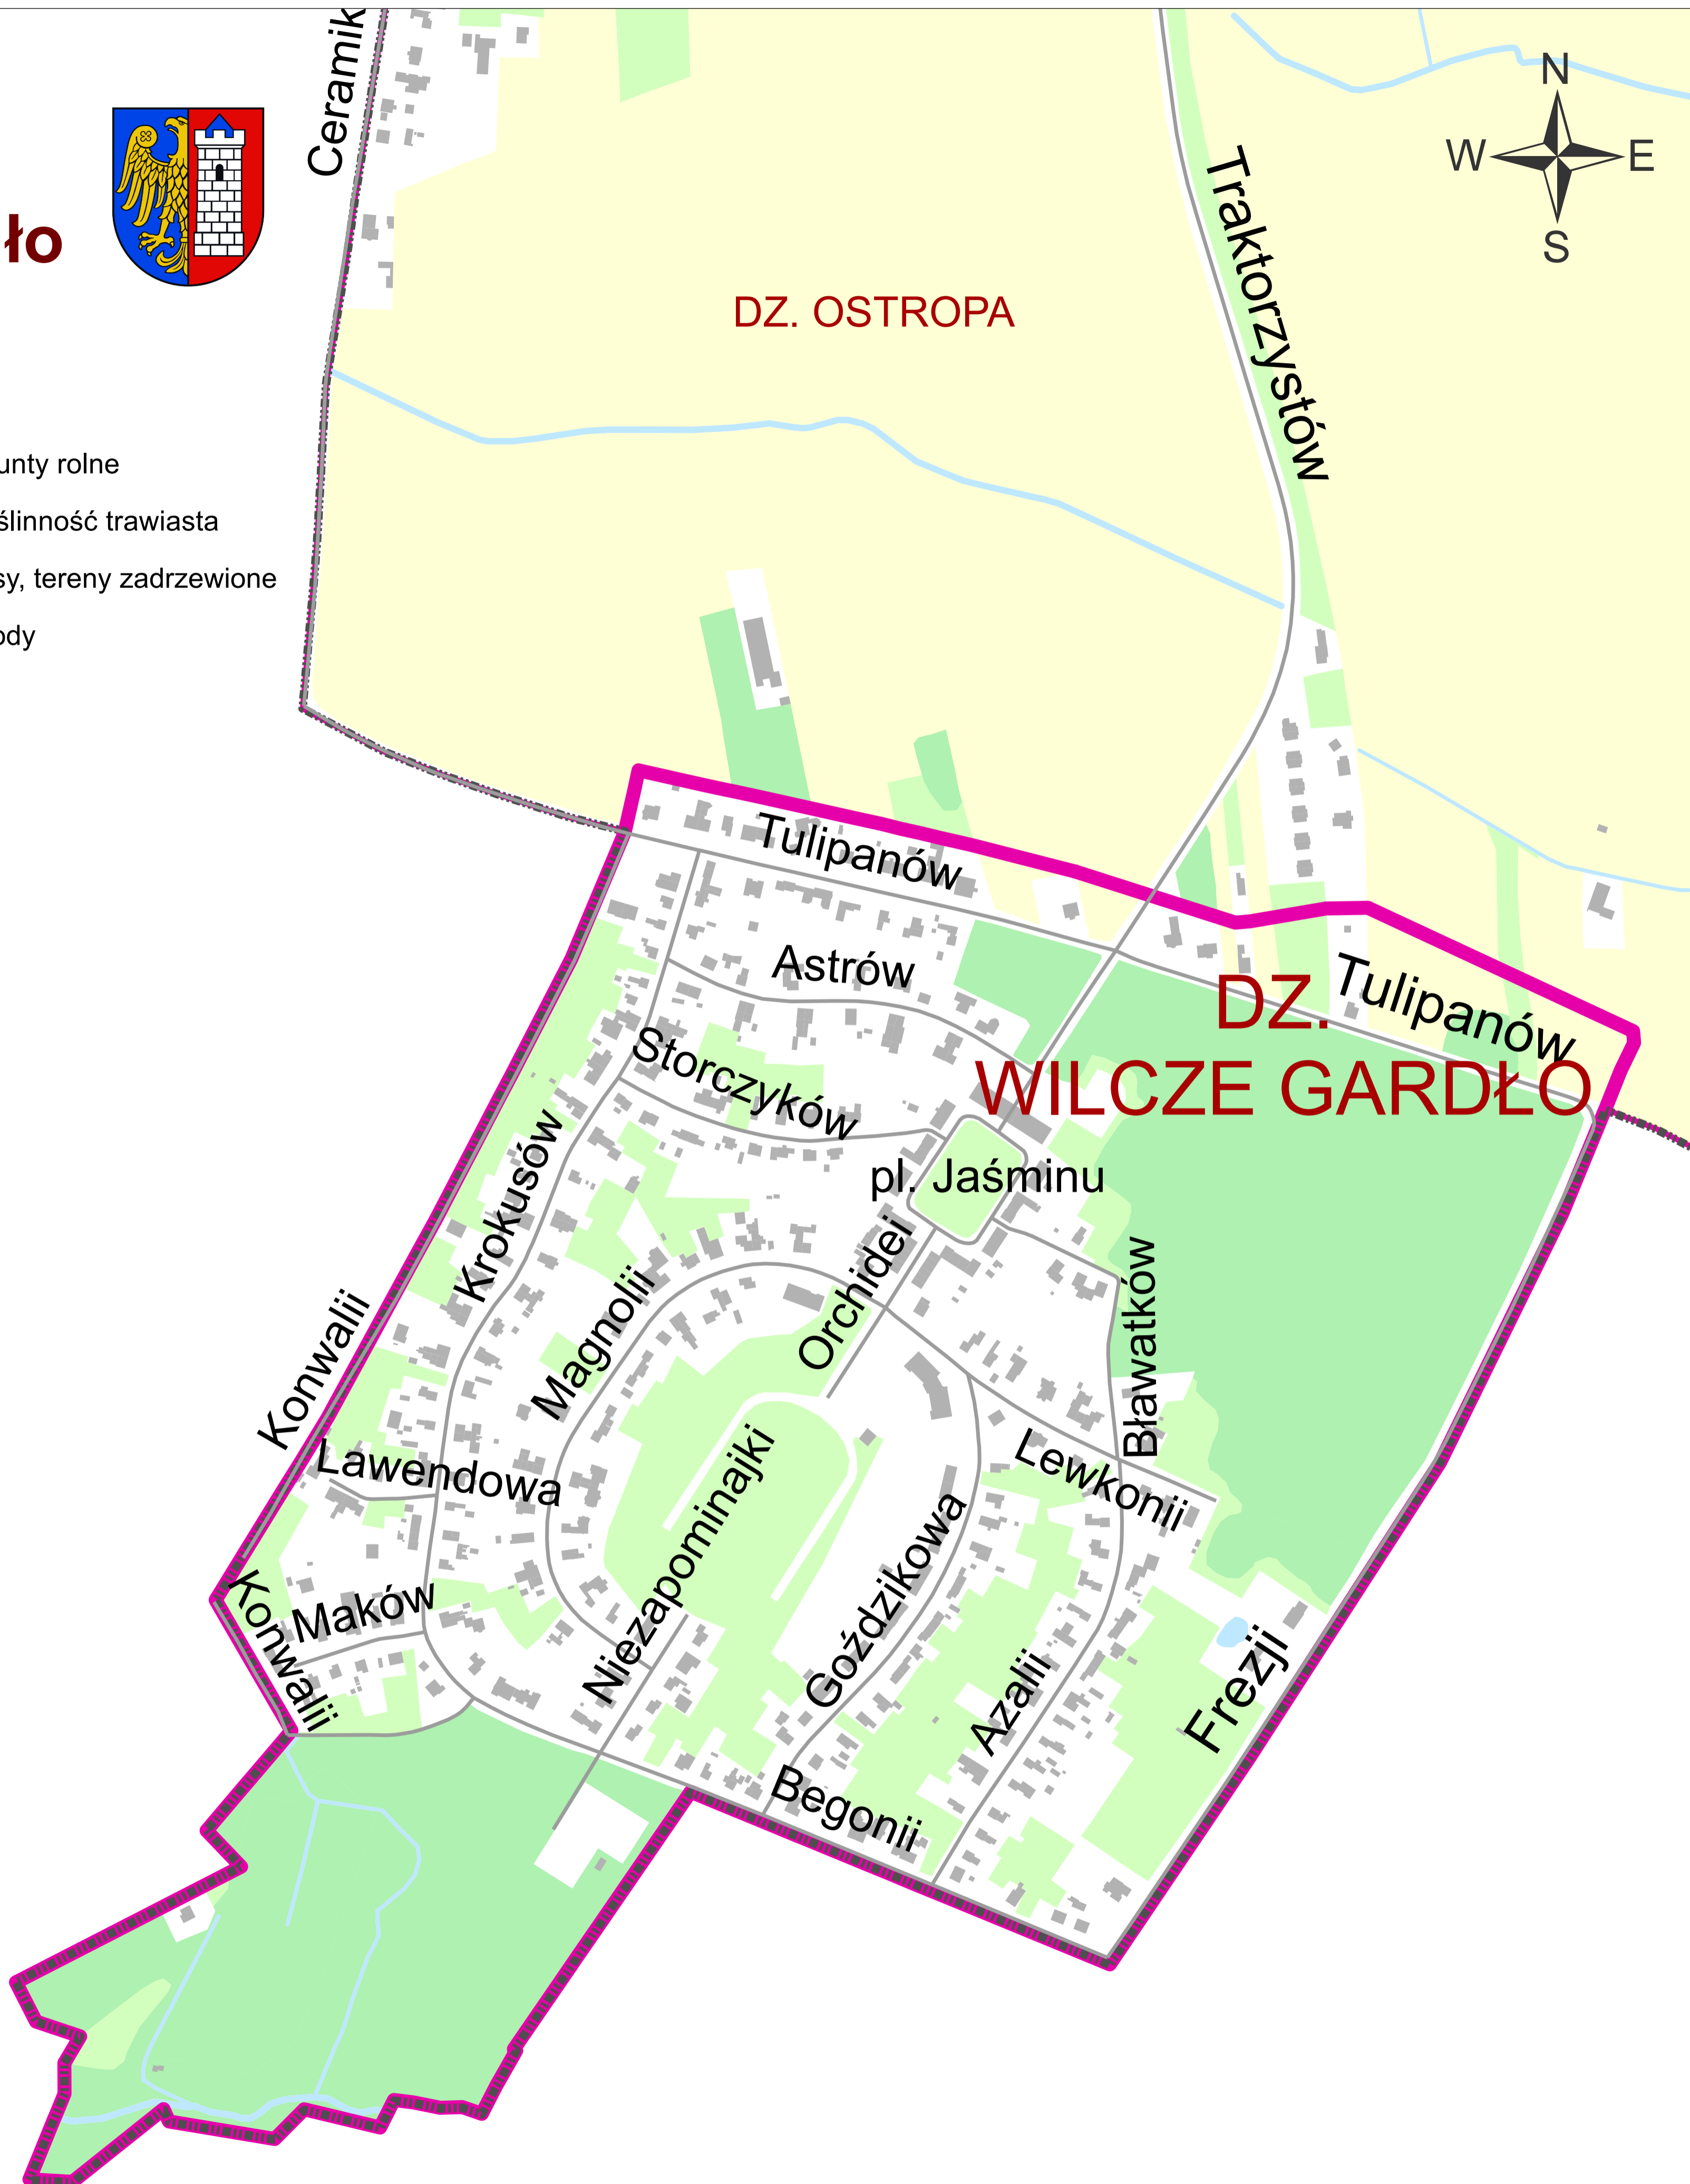 Ceramik
N
W
E
S
ło
Traktorzystów
DZ. OSTROPA
unty rolne
ślinność trawiasta
sy, tereny zadrzewione
ody
Tulipanów
Astrów
DZ.
WILCZE GARDŁO
Tulipanów
Storczyków
Krokusów
pl. Jaśminu
Orchidei
Bławatków
Konwalii
Magnolii
Lawendowa
Lewkonii
Niezapominajki
Goździkowa
Konwalii
Maków
Azalii
Frezji
Begonii